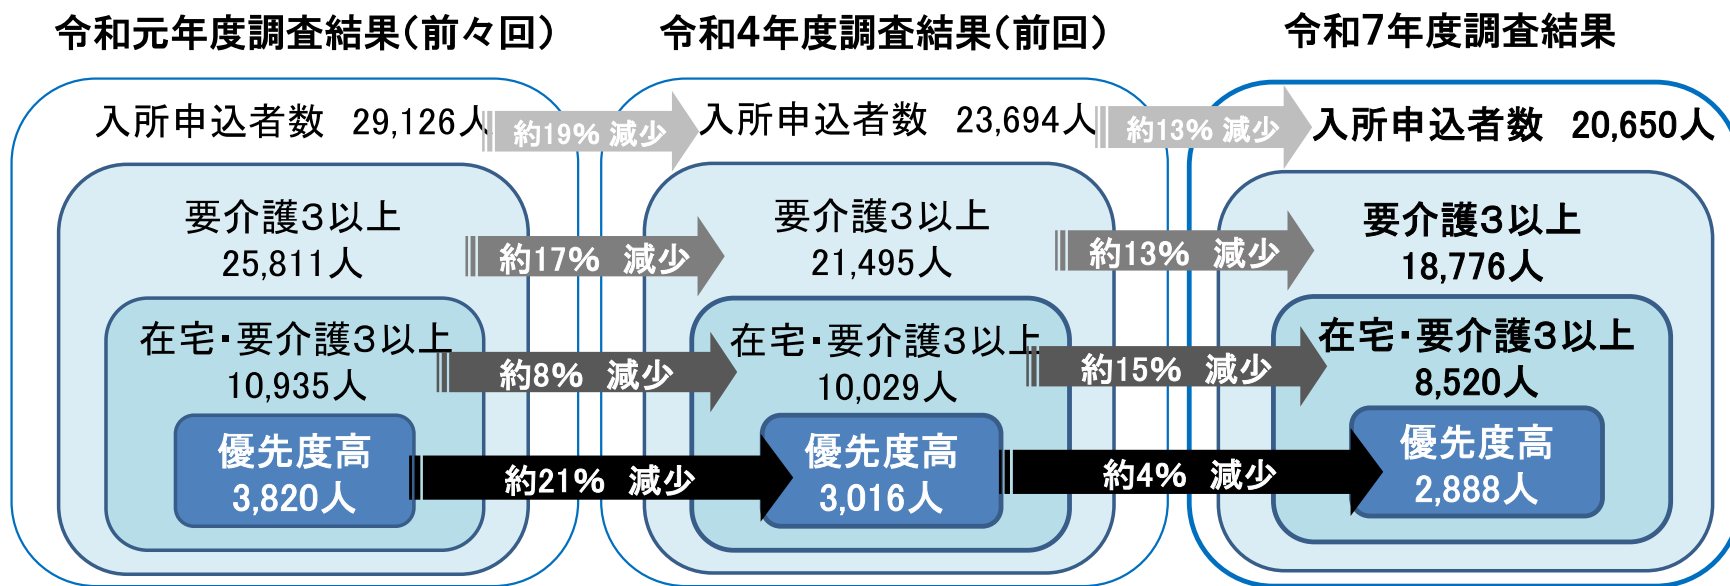 令和元年度調査結果(前々回)
令和4年度調査結果(前回)
令和7年度調査結果
入所申込者数 29,126人
約19% 減少
入所申込者数 23,694人
約13% 減少
入所申込者数 20,650人
要介護3以上
25,811人
約17% 減少
要介護3以上
21,495人
約13% 減少
要介護3以上
18,776人
在宅・要介護3以上
10,935人
約8% 減少
在宅・要介護3以上
10,029人
約15% 減少
在宅・要介護3以上
8,520人
優先度高
3,820人
約21% 減少
優先度高
3,016人
約4% 減少
優先度高
2,888人